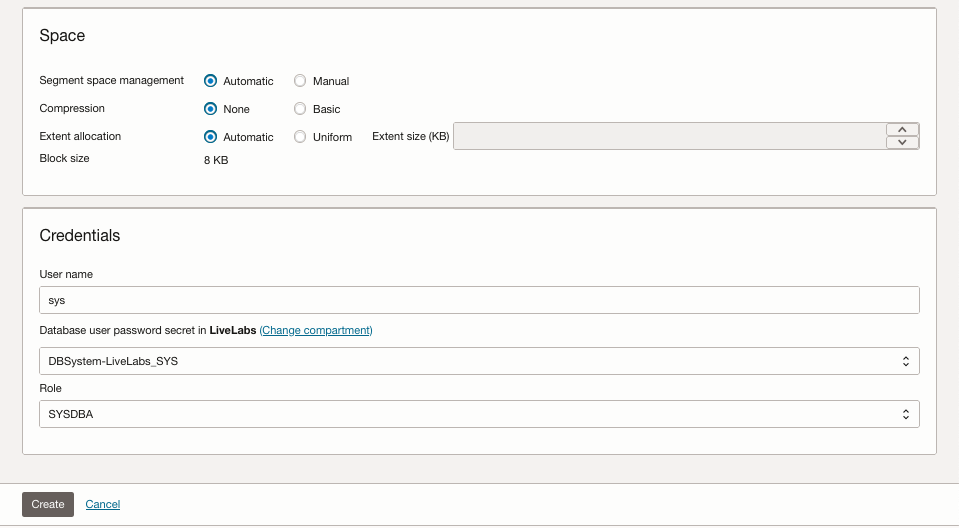 Space
Segment space management Automatic Manual
Compression None Basic
Extent allocation Automatic Uniform Extent size (KB)
Block size 8 KB
Credentials
User name
sys
Database user password secret in LiveLabs (Change compartment)
DBSystem-LiveLabs_SYS
Role
SYSDBA
Create Cancel